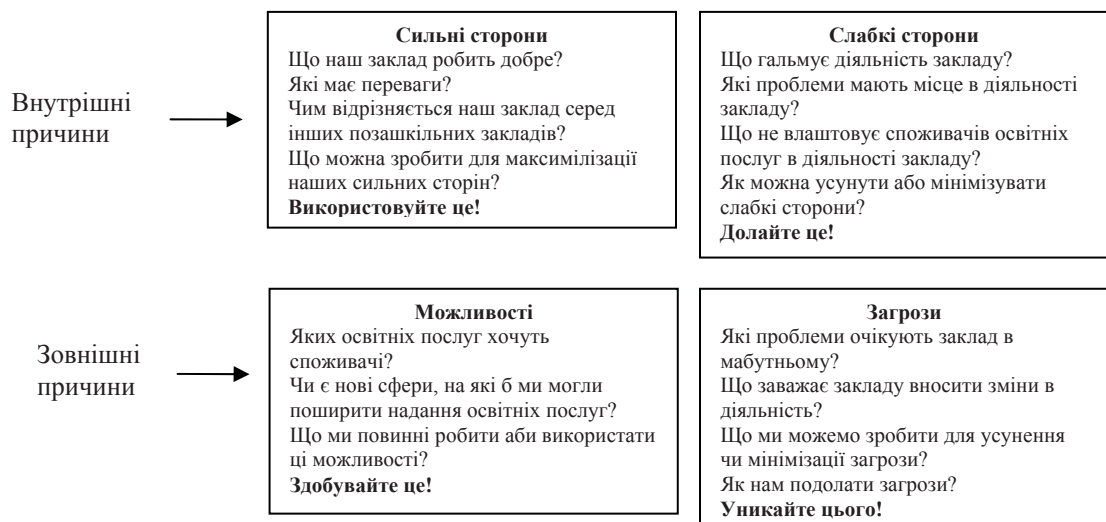 Внутрішні
причини
Сильні сторони
Що наш заклад робить добре?
Які має переваги?
Чим відрізняється наш заклад серед
інших позашкільних закладів?
Що можна зробити для максимілізації
наших сильних сторін?
Використовуйте це!
Слабкі сторони
Що гальмує діяльність закладу?
Які проблеми мають місце в діяльності
закладу?
Що не влаштовує споживачів освітніх
послуг в діяльності закладу?
Як можна усунути або мінімізувати
слабкі сторони?
Долайте це!
Зовнішні
причини
Можливості
Яких освітніх послуг хочуть
споживачі?
Чи є нові сфери, на які б ми могли
поширити надання освітніх послуг?
Що ми повинні робити аби використати
ці можливості?
Здобувайте це!
Загрози
Які проблеми очікують заклад в
мабутньому?
Що заважає закладу вносити зміни в
діяльність?
Що ми можемо зробити для усунення
чи мінімізації загрози?
Як нам подолати загрози?
Уникайте цього!